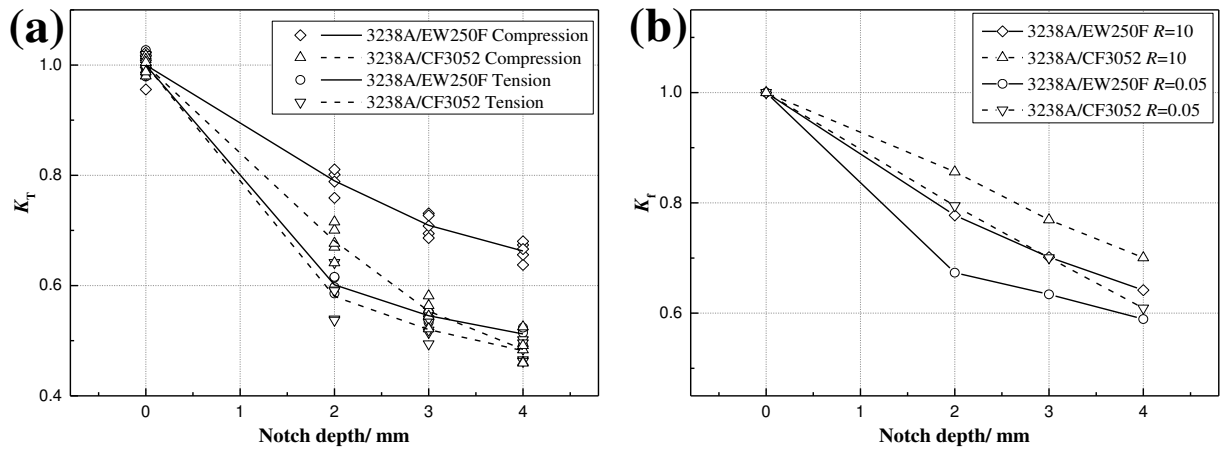 (a)
3238A/EW250F Compression
3238A/CF3052 Compression
3238A/EW250F Tension
3238A/CF3052 Tension
1.0
0.8
0.6
0.4
K_T
0 1 2 3 4
Notch depth/ mm
(b)
3238A/EW250F R=10
3238A/CF3052 R=10
3238A/EW250F R=0.05
3238A/CF3052 R=0.05
1.0
0.8
0.6
K_f
0 1 2 3 4
Notch depth/ mm